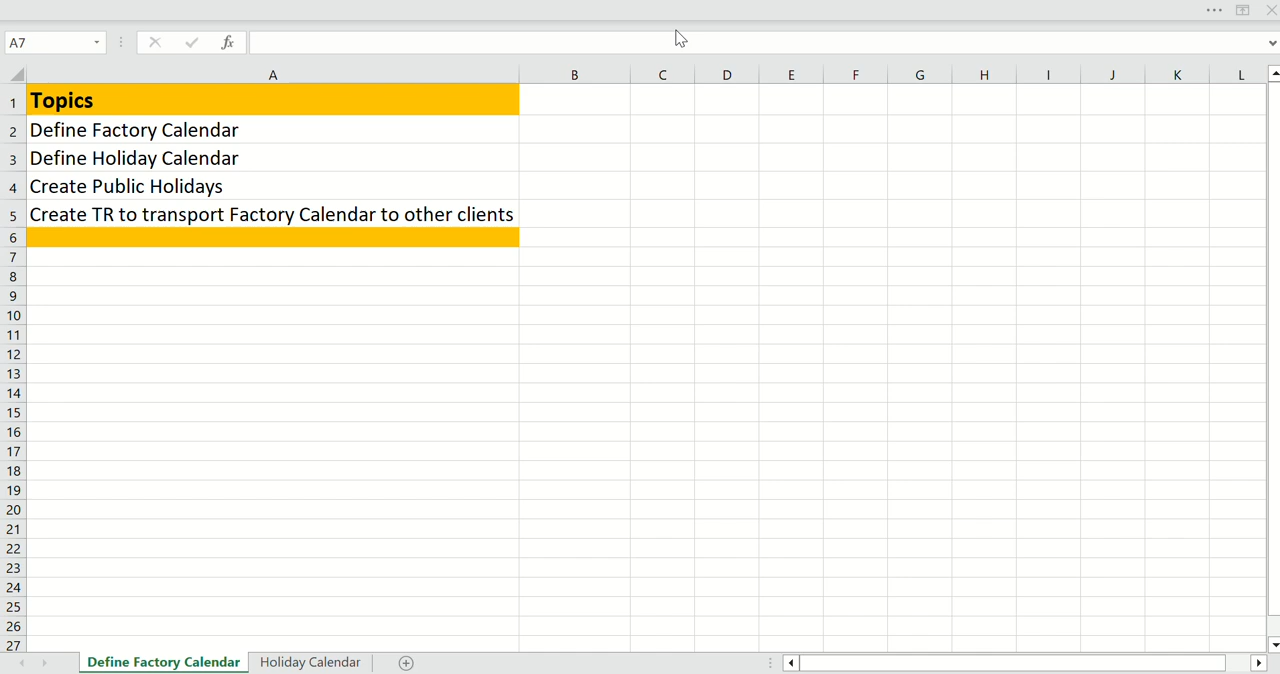 A7
fx
A B C D E F G H I J K L
1 Topics
2 Define Factory Calendar
3 Define Holiday Calendar
4 Create Public Holidays
5 Create TR to transport Factory Calendar to other clients
6
7
8
9
10
11
12
13
14
15
16
17
18
19
20
21
22
23
24
25
26
27
Define Factory Calendar Holiday Calendar